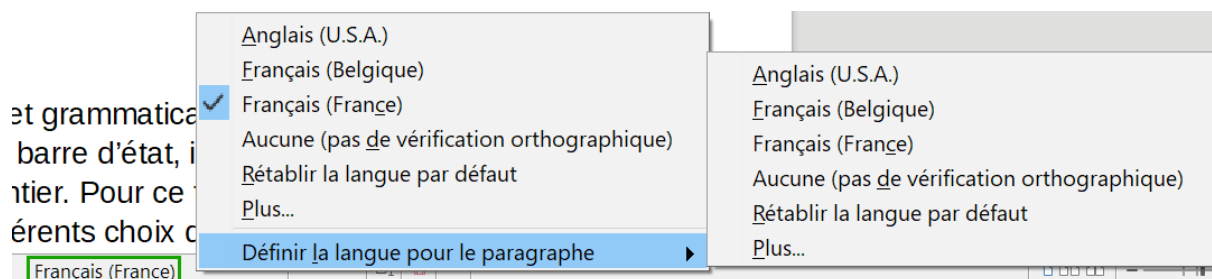 Anglais (U.S.A.)
Français (Belgique)
Français (France)
Aucune (pas de vérification orthographique)
Rétablir la langue par défaut
Plus...
Définir la langue pour le paragraphe
Anglais (U.S.A.)
Français (Belgique)
Français (France)
Aucune (pas de vérification orthographique)
Rétablir la langue par défaut
Plus...
et grammatica
barre d’état, i
ntier. Pour ce
érents choix d
Français (France)